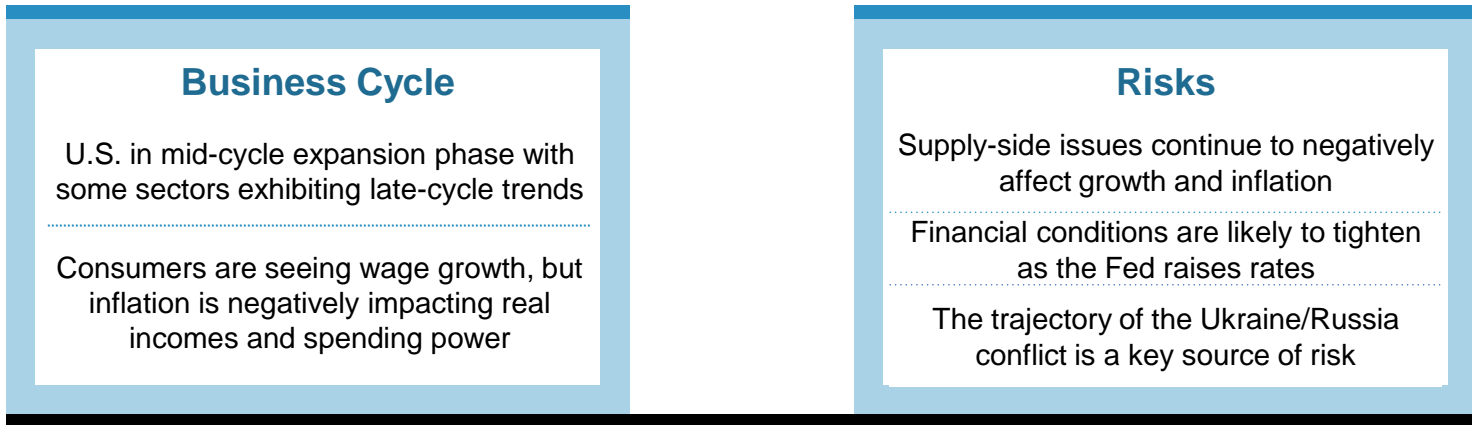 Business Cycle
U.S. in mid-cycle expansion phase with
some sectors exhibiting late-cycle trends
Consumers are seeing wage growth, but
inflation is negatively impacting real
incomes and spending power
Risks
Supply-side issues continue to negatively
affect growth and inflation
Financial conditions are likely to tighten
as the Fed raises rates
The trajectory of the Ukraine/Russia
conflict is a key source of risk